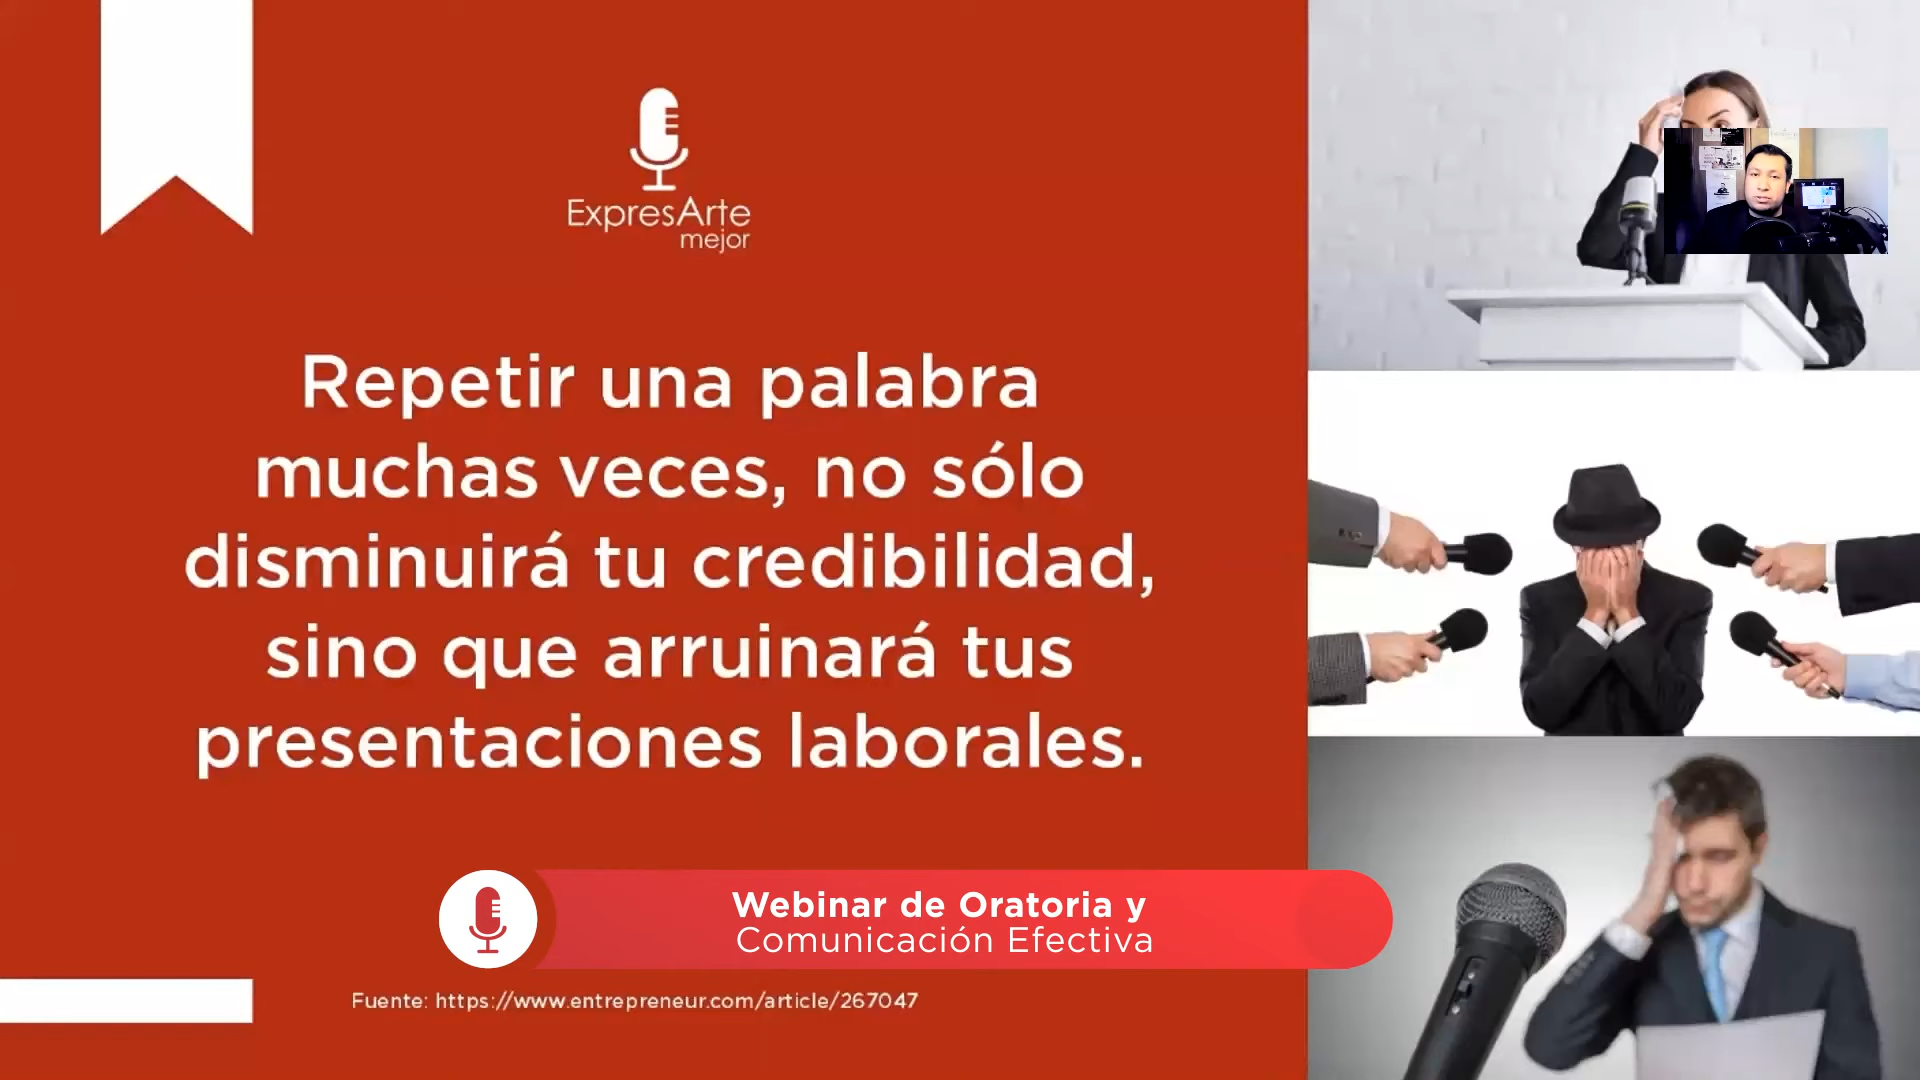 ExpresArte
mejor
Repetir una palabra
muchas veces, no sólo
disminuirá tu credibilidad,
sino que arruinará tus
presentaciones laborales.
Webinar de Oratoria y
Comunicación Efectiva
Fuente: https://www.entrepreneur.com/article/267047